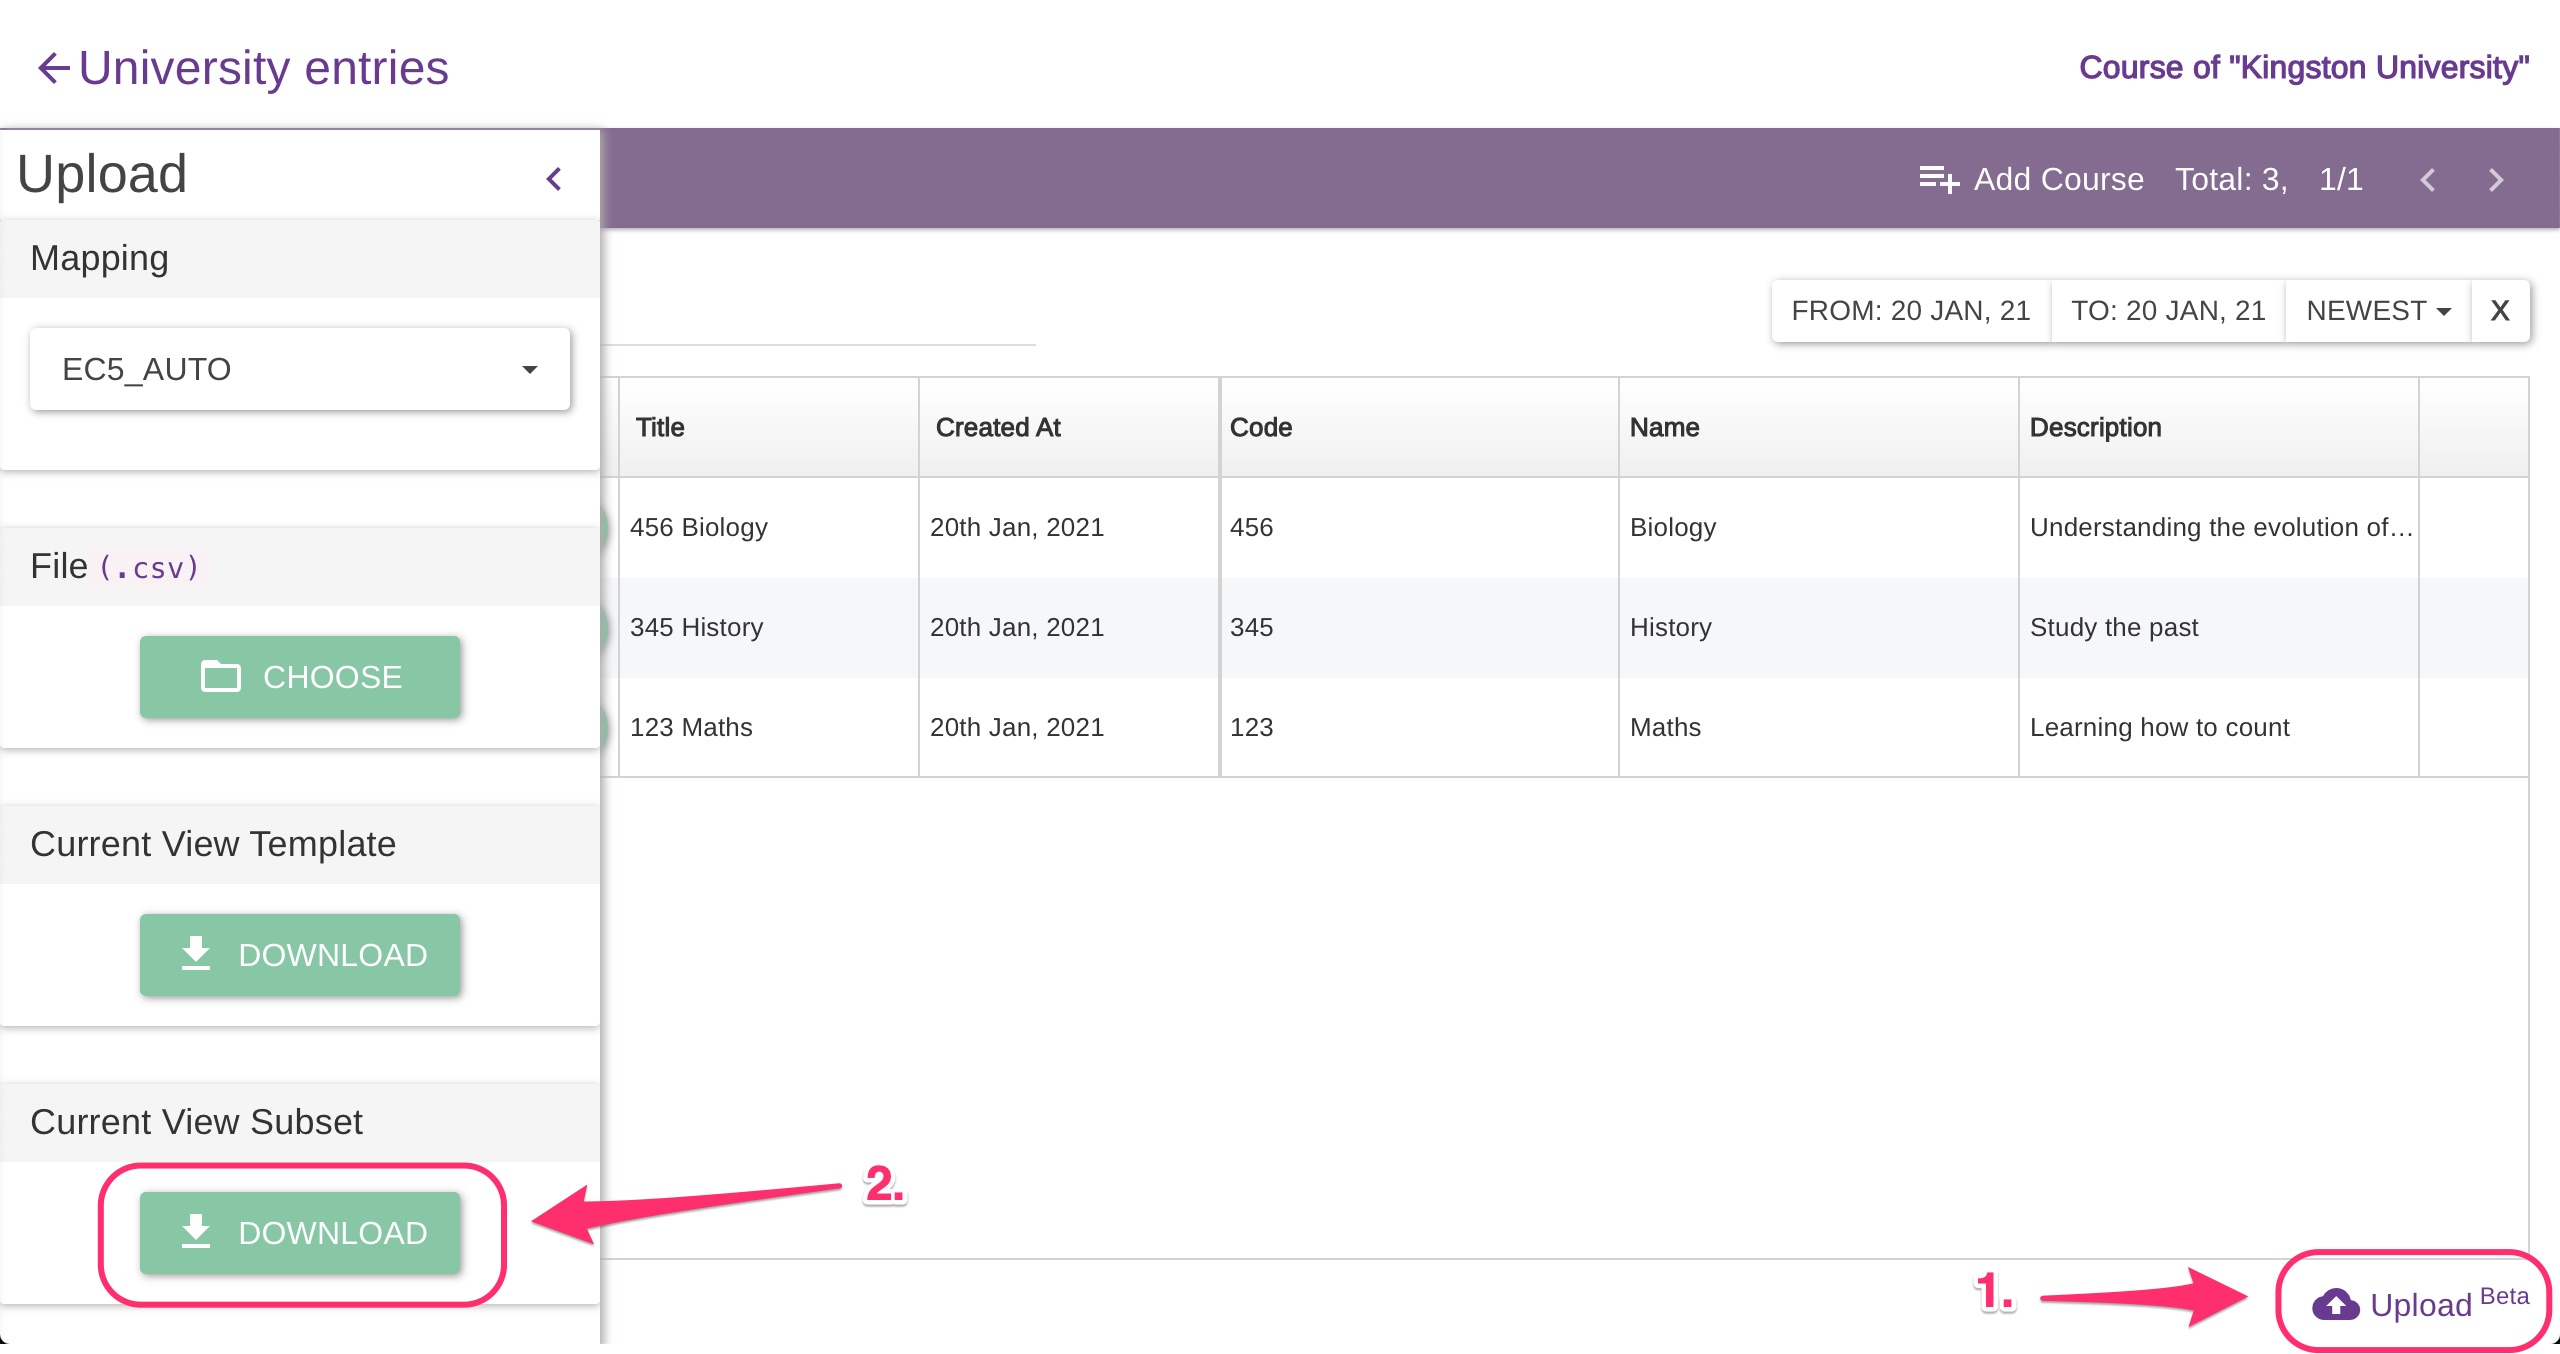 University entries
Course of "Kingston University"
Upload
Add Course Total: 3, 1/1
Mapping
EC5_AUTO
FROM: 20 JAN, 21 TO: 20 JAN, 21 NEWEST X
Title Created At Code Name Description
456 Biology 20th Jan, 2021 456 Biology Understanding the evolution of...
345 History 20th Jan, 2021 345 History Study the past
123 Maths 20th Jan, 2021 123 Maths Learning how to count
File (.csv)
CHOOSE
Current View Template
DOWNLOAD
Current View Subset
DOWNLOAD
2.
1.
Upload Beta